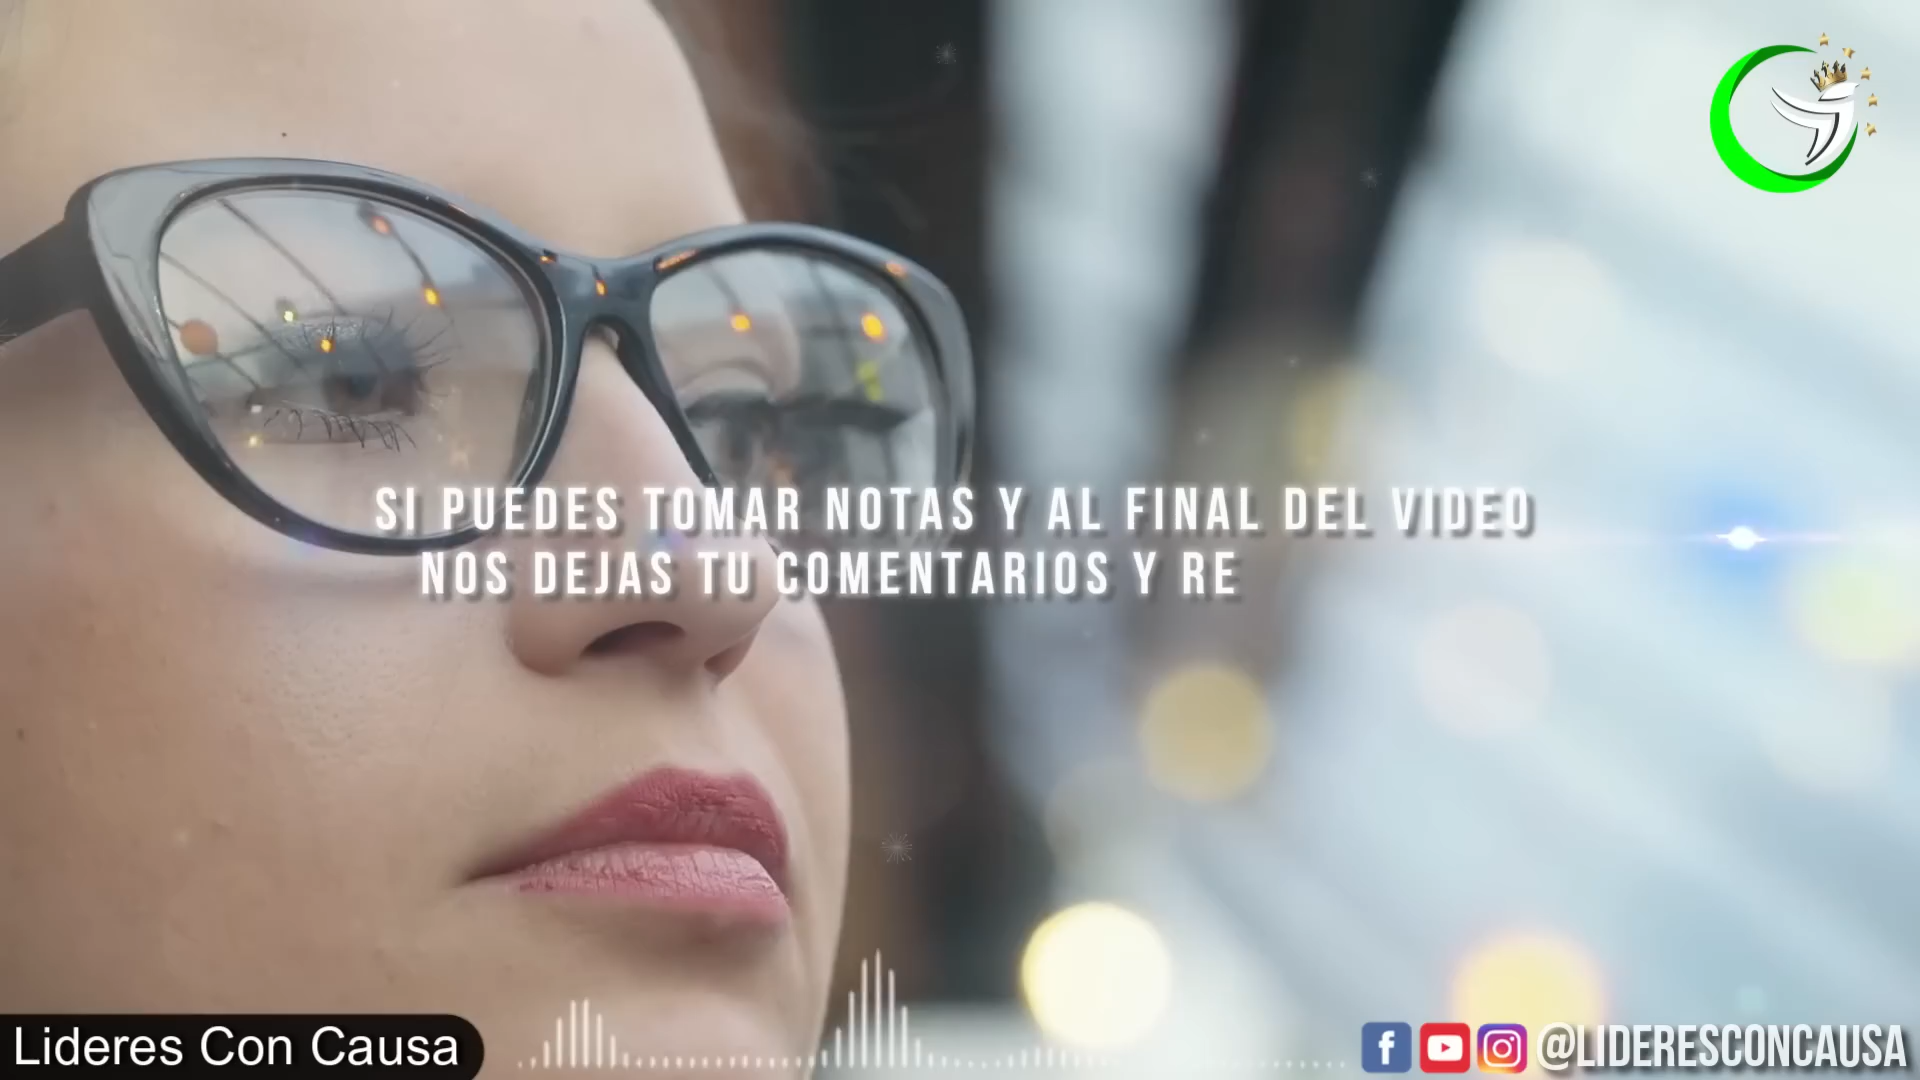 SI PUEDES TOMAR NOTAS Y AL FINAL DEL VIDEO
NOS DEJAS TU COMENTARIOS Y RE
Lideres Con Causa
@LIDERESCONCAUSA